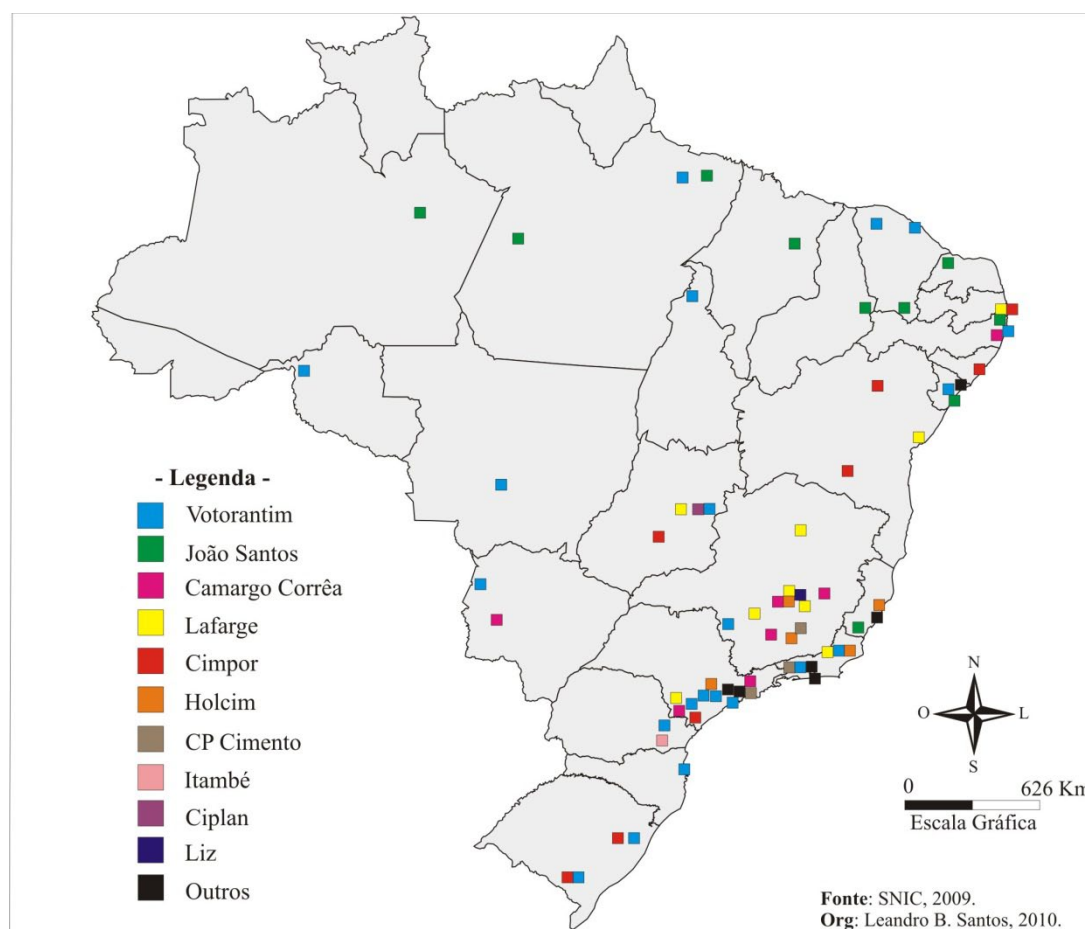 - Legenda -
Votorantim
João Santos
Camargo Corrêa
Lafarge
Cimpor
Holcim
CP Cimento
Itambé
Ciplan
Liz
Outros
N
O
L
S
0 626 Km
Escala Gráfica
Fonte: SNIC, 2009.
Org: Leandro B. Santos, 2010.